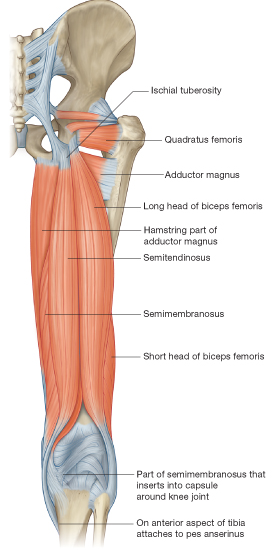 Ischial tuberosity
Quadratus femoris
Adductor magnus
Long head of biceps femoris
Hamstring part of
adductor magnus
Semitendinosus
Semimembranosus
Short head of biceps femoris
Part of semimembranosus that
inserts into capsule
around knee joint
On anterior aspect of tibia
attaches to pes anserinus